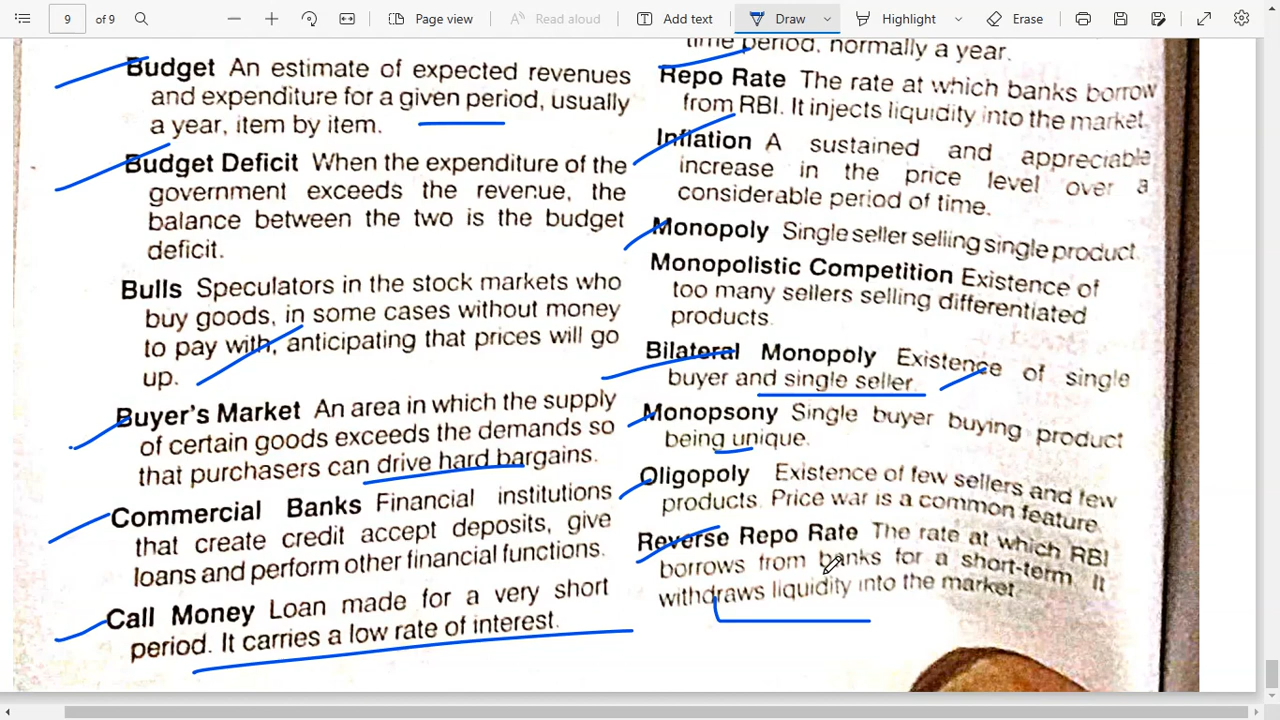 9
of 9
Page view
Read aloud
Add text
Draw
Highlight
Erase
Budget An estimate of expected revenues
and expenditure for a given period, usually
a year, item by item.
Budget Deficit When the expenditure of the
government exceeds the revenue, the
balance between the two is the budget
deficit.
Bulls Speculators in the stock markets who
buy goods, in some cases without money
to pay with, anticipating that prices will go
up.
Buyer's Market An area in which the supply
of certain goods exceeds the demands so
that purchasers can drive hard bargains.
Commercial Banks Financial institutions
that create credit accept deposits, give
loans and perform other financial functions.
Call Money Loan made for a very short
period. It carries a low rate of interest.
time period, normally a year.
Repo Rate The rate at which banks borrow
from RBI. It injects liquidity into the market.
Inflation A sustained and appreciable
increase in the price level over a
considerable period of time.
Monopoly Single seller selling single product.
Monopolistic Competition Existence of
too many sellers selling differentiated
products.
Bilateral Monopoly Existence of single
buyer and single seller.
Monopsony Single buyer buying product
being unique.
Oligopoly Existence of few sellers and few
products. Price war is a common feature.
Reverse Repo Rate The rate at which RBI
borrows from banks for a short-term. It
withdraws liquidity into the market.